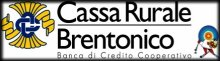 Cassa Rurale
Brentonico
Banca di Credito Cooperativo